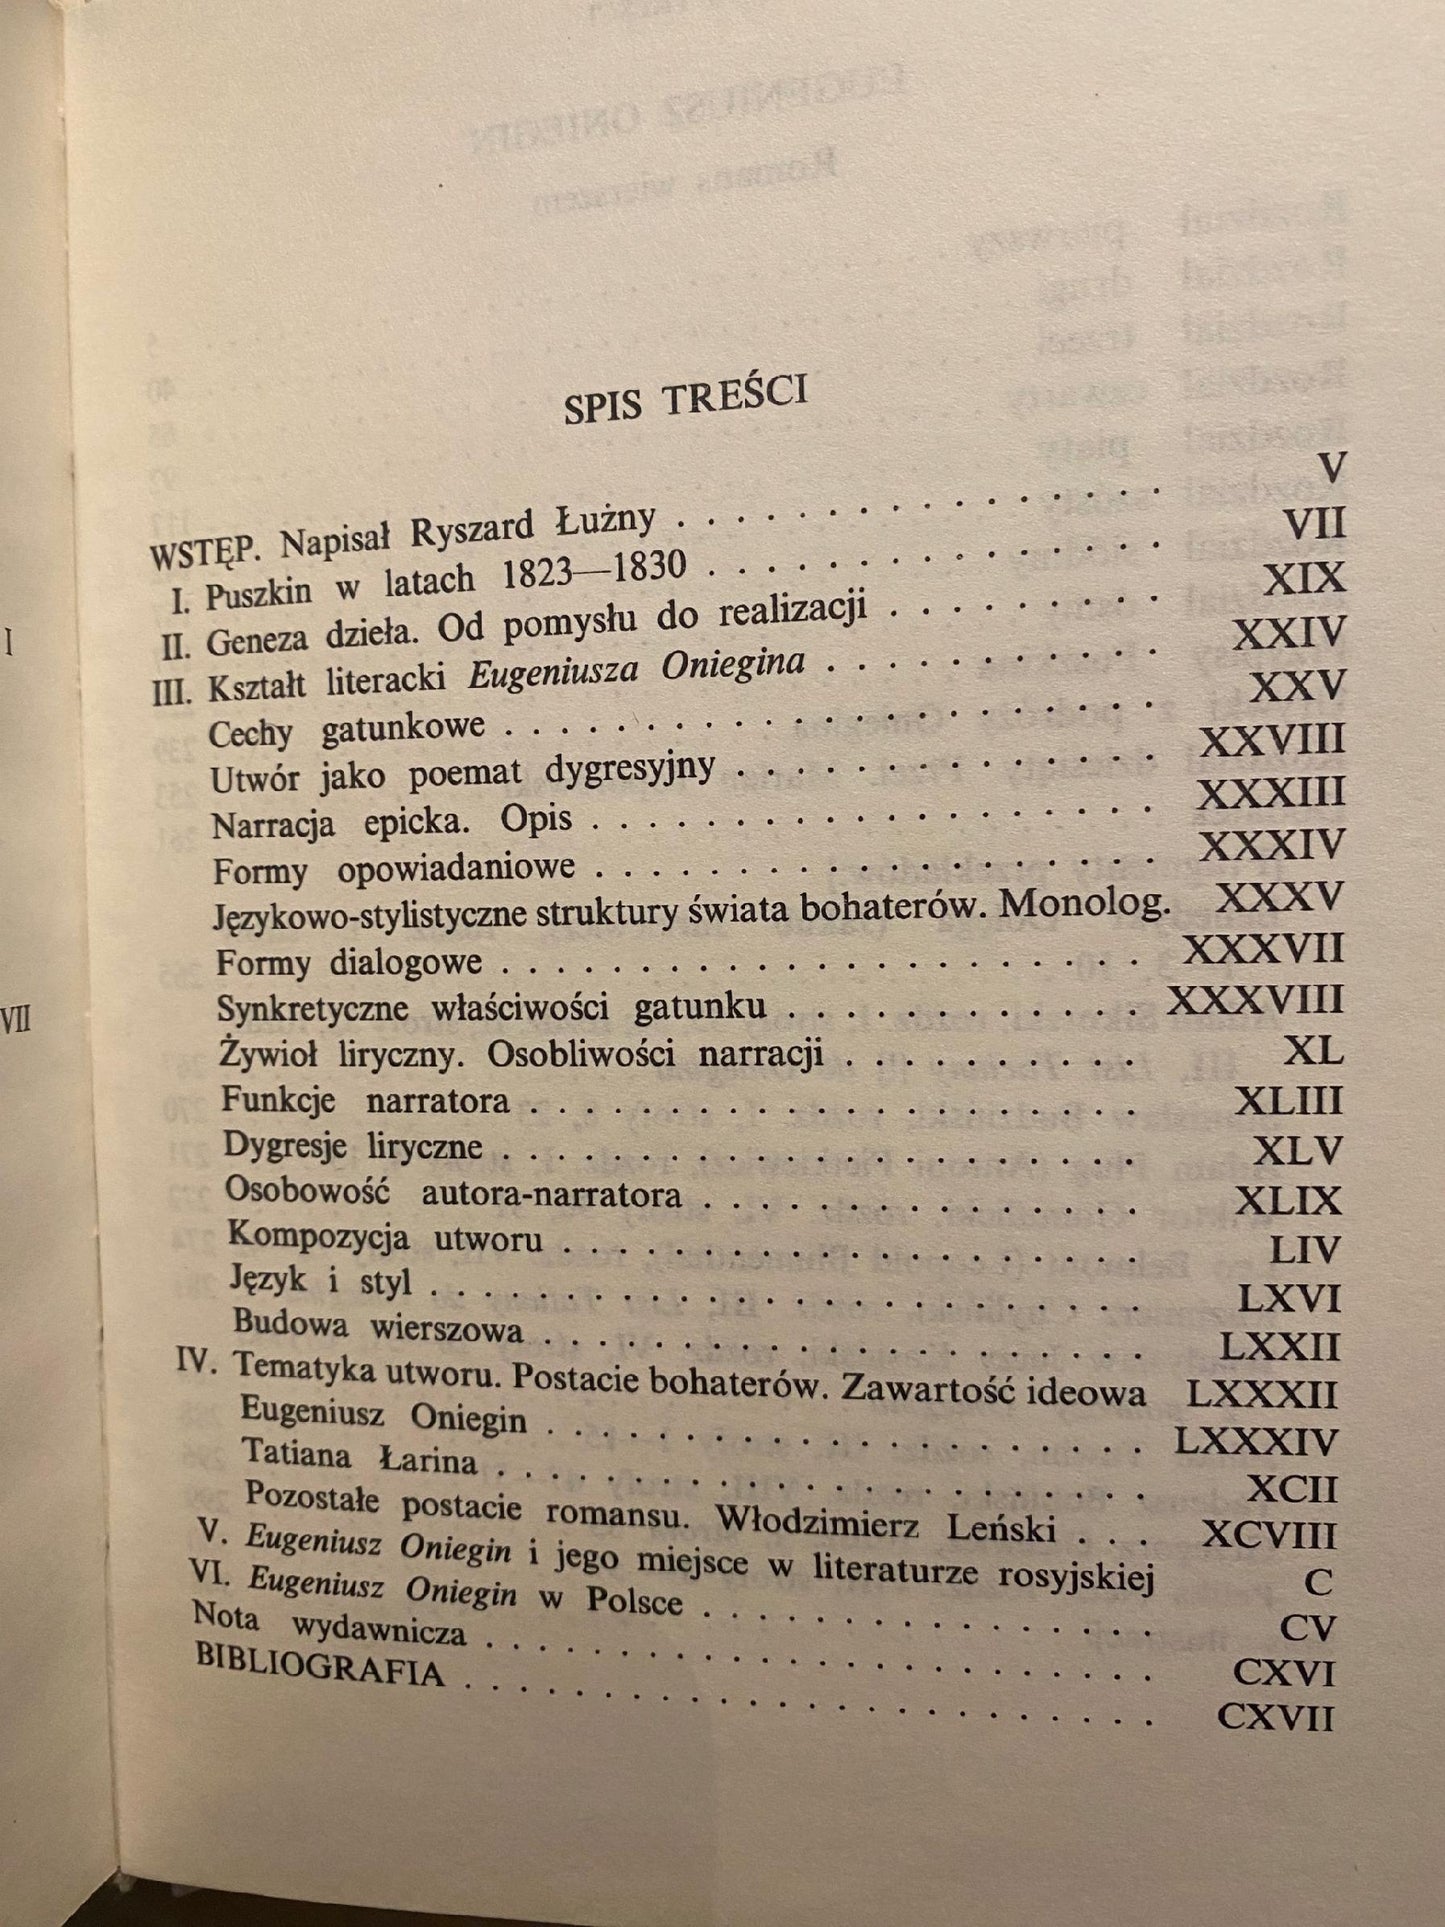 SPIS TREŚCI
WSTĘP. Napisał Ryszard Łużny . . . . . . . . . . . . . . . V
I. Puszkin w latach 1823—1830 . . . . . . . . . . . . . . VII
II. Geneza dzieła. Od pomysłu do realizacji . . . . . . . . . XIX
III. Kształt literacki Eugeniusza Oniegina . . . . . . . . . . . XXIV
Cechy gatunkowe . . . . . . . . . . . . . . . . . . . . XXV
Utwór jako poemat dygresyjny . . . . . . . . . . . . . . XXVIII
Narracja epicka. Opis . . . . . . . . . . . . . . . . . XXXIII
Formy opowiadaniowe . . . . . . . . . . . . . . . . . XXXIV
Językowo-stylistyczne struktury świata bohaterów. Monolog. XXXV
Formy dialogowe . . . . . . . . . . . . . . . . . . . . XXXVII
Synkretyczne właściwości gatunku . . . . . . . . . . . . XXXVIII
Żywioł liryczny. Osobliwości narracji . . . . . . . . . . XL
Funkcje narratora . . . . . . . . . . . . . . . . . . . XLIII
Dygresje liryczne . . . . . . . . . . . . . . . . . . . . XLV
Osobowość autora-narratora . . . . . . . . . . . . . . . XLIX
Kompozycja utworu . . . . . . . . . . . . . . . . . . . LIV
Język i styl . . . . . . . . . . . . . . . . . . . . . . LXVI
Budowa wierszowa . . . . . . . . . . . . . . . . . . . LXXII
IV. Tematyka utworu. Postacie bohaterów. Zawartość ideowa LXXXII
Eugeniusz Oniegin . . . . . . . . . . . . . . . . . . . LXXXIV
Tatiana Łarina . . . . . . . . . . . . . . . . . . . . . XCII
Pozostałe postacie romansu. Włodzimierz Leński . . . XCVIII
V. Eugeniusz Oniegin i jego miejsce w literaturze rosyjskiej C
VI. Eugeniusz Oniegin w Polsce . . . . . . . . . . . . . . . CV
Nota wydawnicza . . . . . . . . . . . . . . . . . . . . . CXVI
BIBLIOGRAFIA . . . . . . . . . . . . . . . . . . . . . CXVII
I
VII